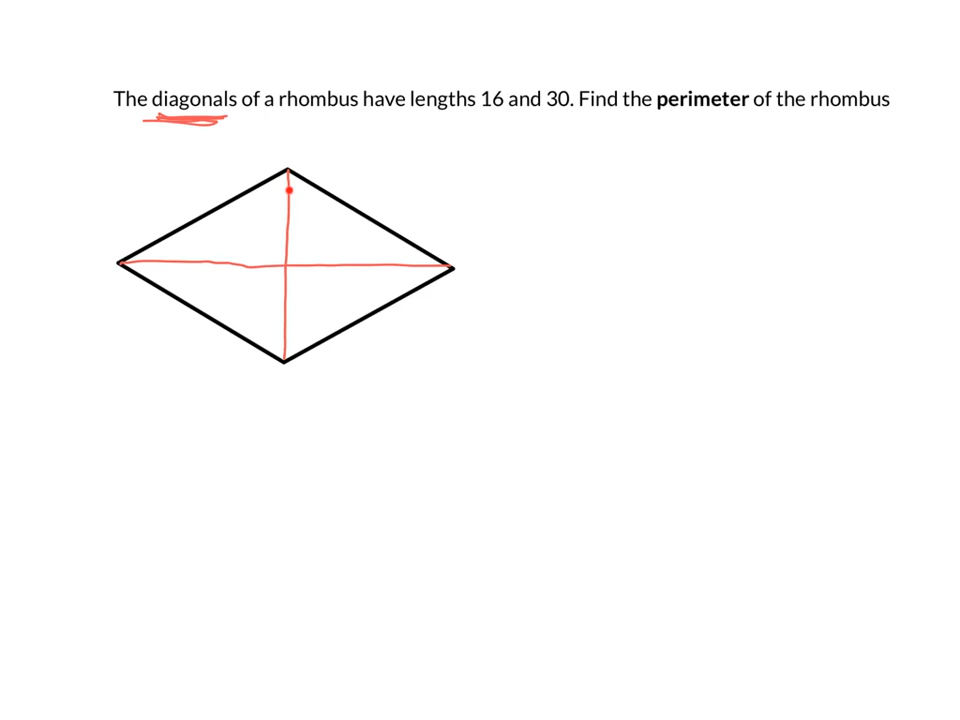 The diagonals of a rhombus have lengths 16 and 30. Find the perimeter of the rhombus